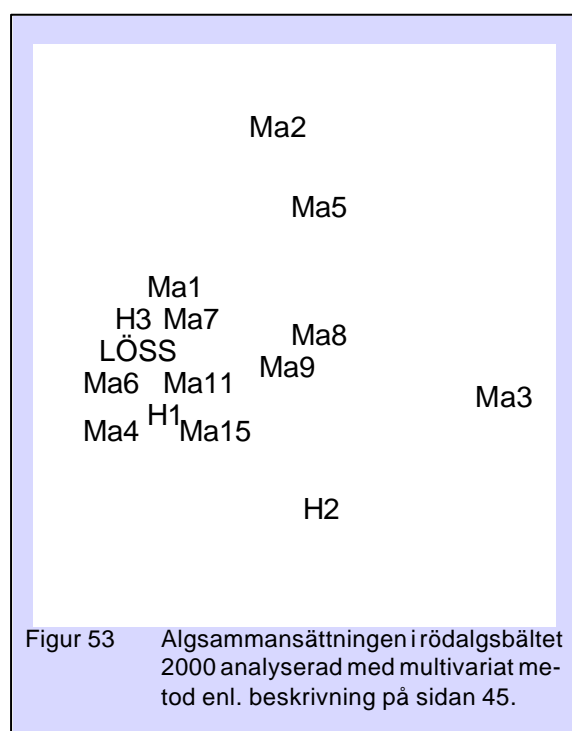 Ma2
Ma5
Ma1
H3 Ma7
Ma8
LÖSS
Ma9
Ma6 Ma11
Ma3
H1
Ma4 Ma15
H2
Figur 53 Algsammansättningen i rödalgsbältet
2000 analyserad med multivariat me-
tod enl. beskrivning på sidan 45.